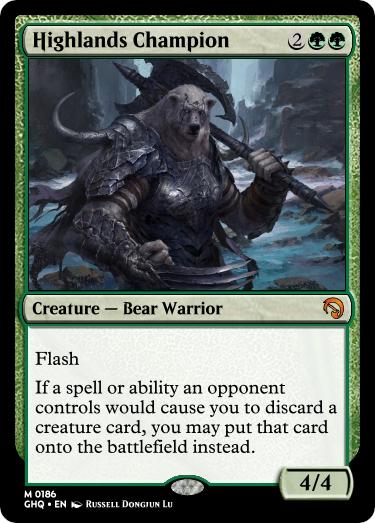 Highlands Champion 2
Creature — Bear Warrior
Flash
If a spell or ability an opponent
controls would cause you to discard a
creature card, you may put that card
onto the battlefield instead.
4/4
M 0186
GHQ • EN Russell Dongjun Lu